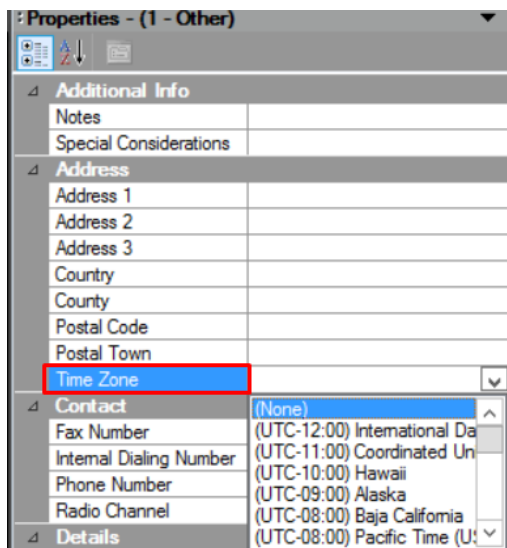 Properties - (1 - Other)
Additional Info
Notes
Special Considerations
Address
Address 1
Address 2
Address 3
Country
County
Postal Code
Postal Town
Time Zone
Contact
(None)
Fax Number
(UTC-12:00) International Da
Internal Dialing Number
(UTC-11:00) Coordinated Un
(UTC-10:00) Hawaii
Phone Number
(UTC-09:00) Alaska
Radio Channel
(UTC-08:00) Baja California
Details
(UTC-08:00) Pacific Time (U